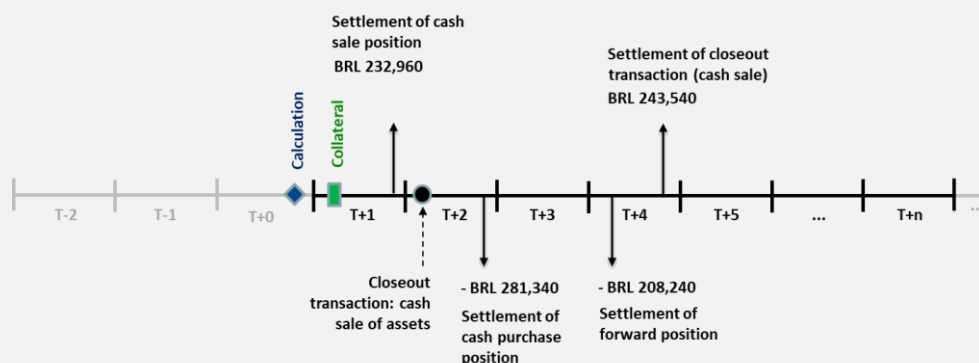 Settlement of cash
sale position
BRL 232,960
Settlement of closeout
transaction (cash sale)
BRL 243,540
Calculation
Collateral
T-2
T-1
T+0
T+1
T+2
T+3
T+4
T+5
...
T+n
...
Closeout
transaction: cash
sale of assets
- BRL 281,340
Settlement of
cash purchase
position
- BRL 208,240
Settlement of
forward position